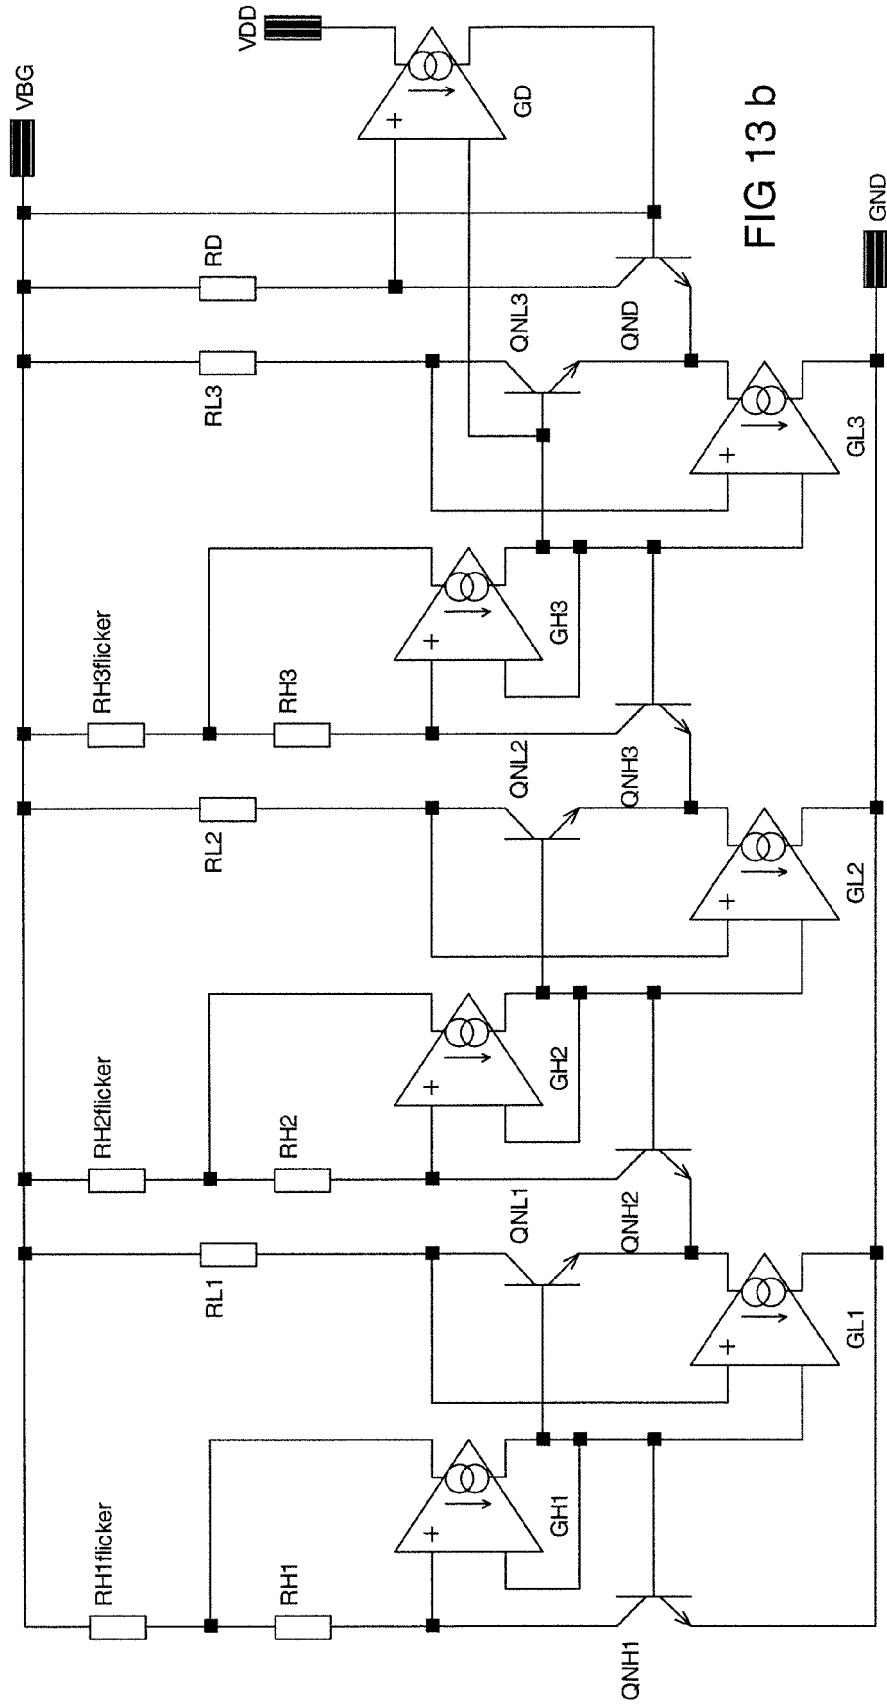 VBG
VDD
RH1flicker
RH2flicker
RH3flicker
RH1
RL1
RH2
RL2
RH3
RL3
RD
+
GH1
QNL1
+
GH2
QNL2
+
GH3
QNL3
+
GD
QNH1
QNH2
QNH3
QND
+
GL1
+
GL2
+
GL3
GND
FIG 13 b